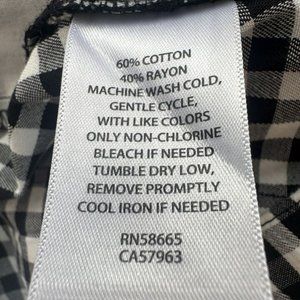 60% COTTON
40% RAYON
MACHINE WASH COLD,
GENTLE CYCLE,
WITH LIKE COLORS
ONLY NON-CHLORINE
BLEACH IF NEEDED
TUMBLE DRY LOW,
REMOVE PROMPTLY
COOL IRON IF NEEDED
RN58665
CA57963